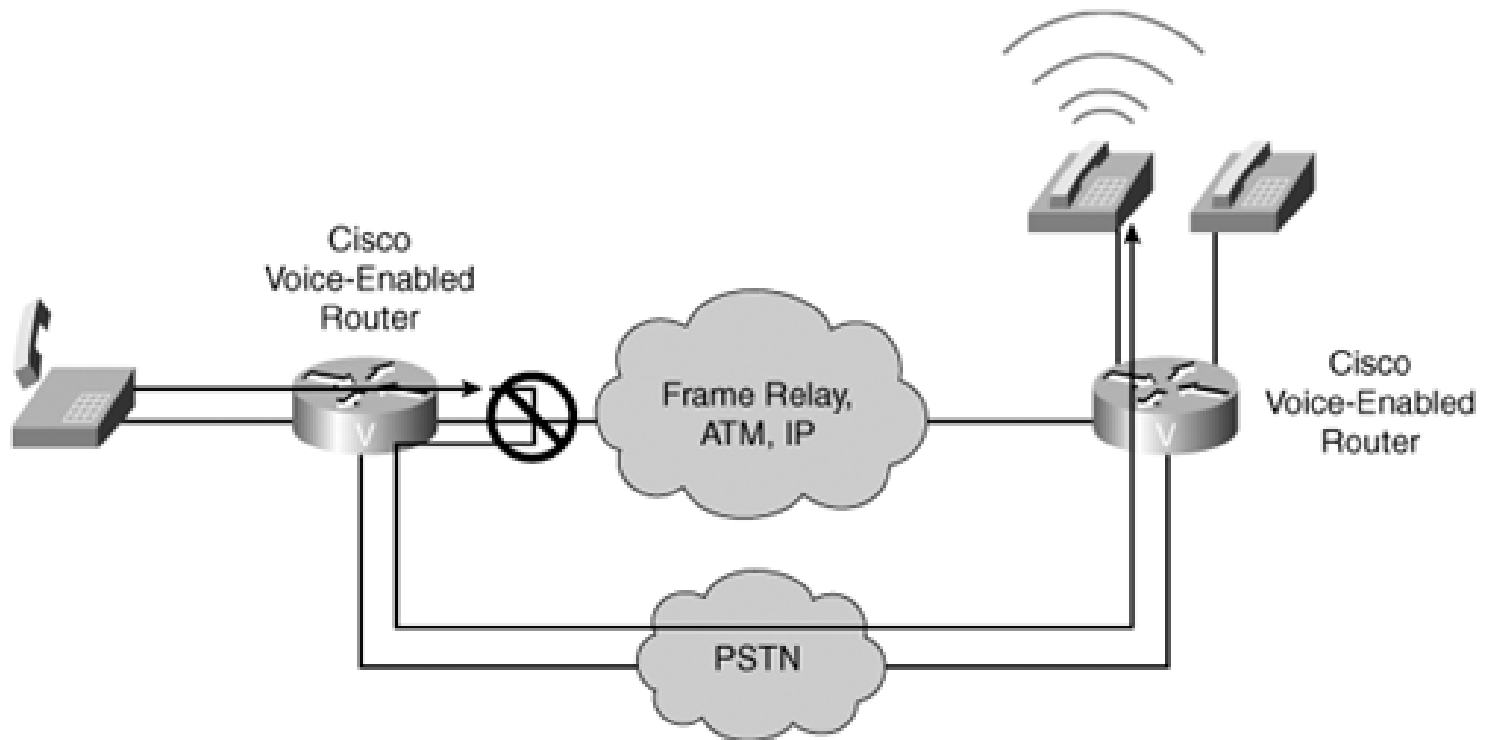 Cisco
Voice-Enabled
Router
V
Frame Relay,
ATM, IP
Cisco
Voice-Enabled
Router
V
PSTN